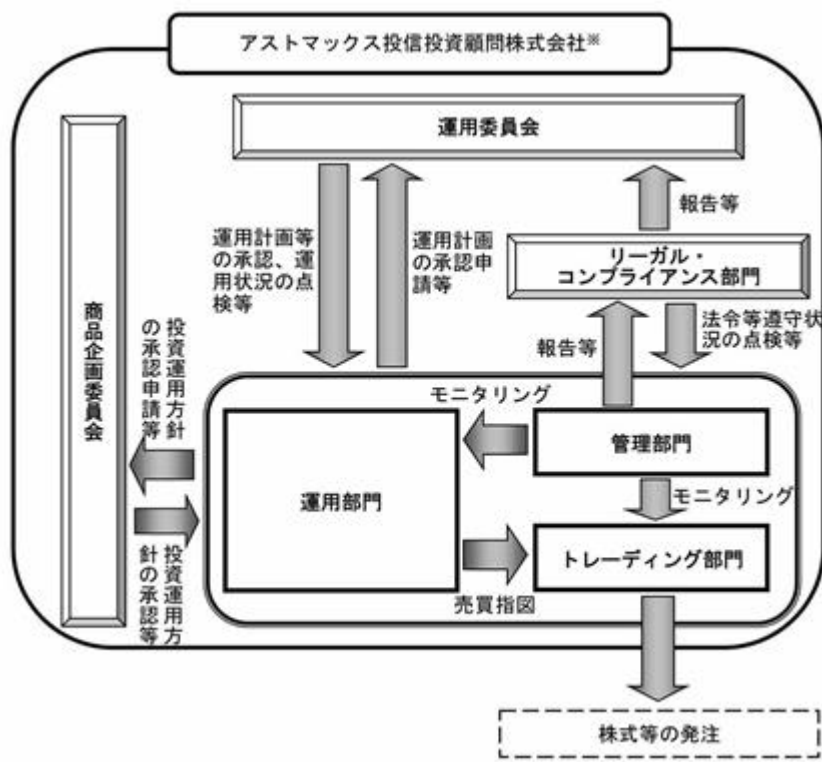 アストマックス投信投資顧問株式会社※
運用委員会
報告等
運用計画等
の承認、運
用状況の点
検等
運用計画
の承認申
請等
リーガル・
コンプライアンス部門
商品企画委員会
投資運用方針
の承認申請等
報告等
法令等遵守状
況の点検等
モニタリング
管理部門
運用部門
モニタリング
トレーディング部門
売買指図
投資運用方
針の承認等
株式等の発注